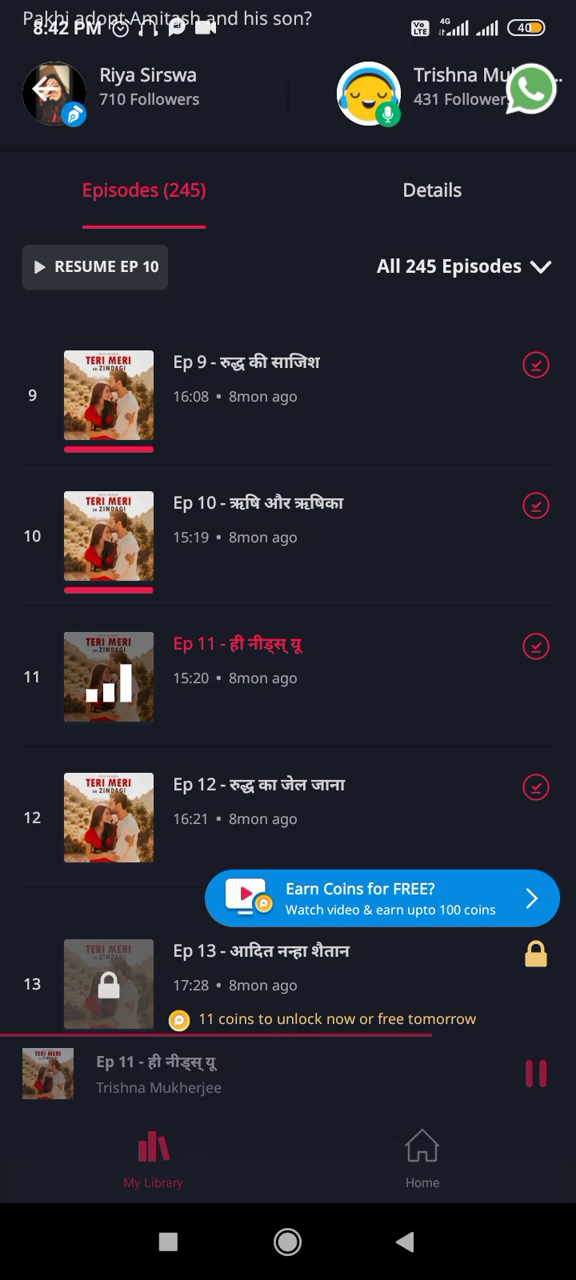 Pakhi adopt Amitash and his son?
8:42 PM
Vo LTE 4G 40
Riya Sirswa
710 Followers
Trishna Mu
431 Follower
Episodes (245)
Details
RESUME EP 10
All 245 Episodes
9
TERI MERI
ZINDAGI
Ep 9 - रुद्ध की साजिश
16:08 • 8mon ago
10
TERI MERI
ZINDAGI
Ep 10 - ऋषि और ऋषिका
15:19 • 8mon ago
11
TERI MERI
ZINDAGI
Ep 11 - ही नीड्स् यू
15:20 • 8mon ago
12
TERI MERI
ZINDAGI
Ep 12 - रुद्ध का जेल जाना
16:21 • 8mon ago
Earn Coins for FREE?
Watch video & earn upto 100 coins
13
TERI MERI
ZINDAGI
Ep 13 - आदित नन्हा शैतान
17:28 • 8mon ago
11 coins to unlock now or free tomorrow
Ep 11 - ही नीड्स् यू
Trishna Mukherjee
My Library
Home